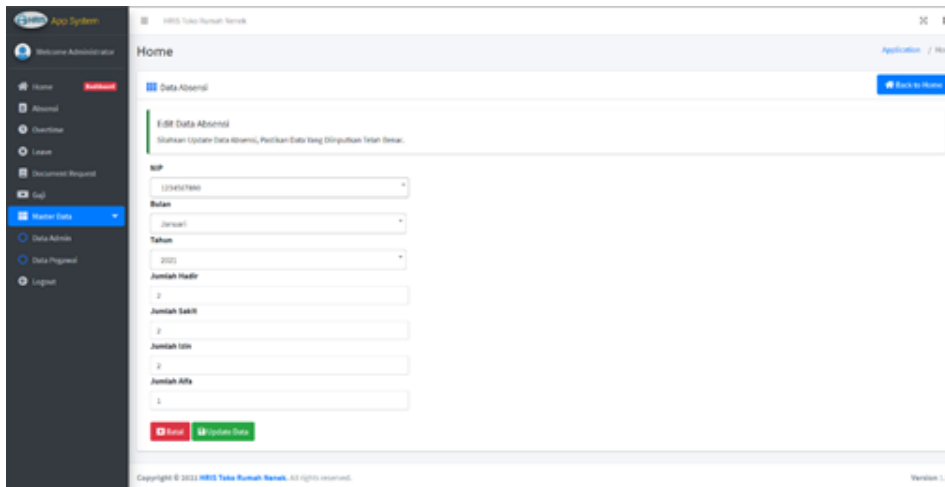 HRIS App System
HRIS Toko Rumah Nenek
Welcome Administrator
Home
Application / Ho
Home Dashboard
Absensi
Overtime
Leave
Document Request
Gaji
Master Data
Data Admin
Data Pegawai
Logout
Data Absensi
Back to Home
Edit Data Absensi
Silahkan Update Data Absensi, Pastikan Data Yang Diinputkan Telah Benar.
NIP
1234567890
Bulan
Januari
Tahun
2021
Jumlah Hadir
2
Jumlah Sakit
2
Jumlah Izin
2
Jumlah Alfa
1
Batal
Update Data
Copyright © 2021 HRIS Toko Rumah Nenek. All rights reserved.
Version